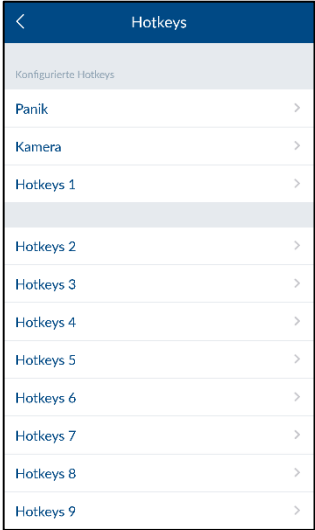 Hotkeys
Konfigurierte Hotkeys
Panik
Kamera
Hotkeys 1
Hotkeys 2
Hotkeys 3
Hotkeys 4
Hotkeys 5
Hotkeys 6
Hotkeys 7
Hotkeys 8
Hotkeys 9